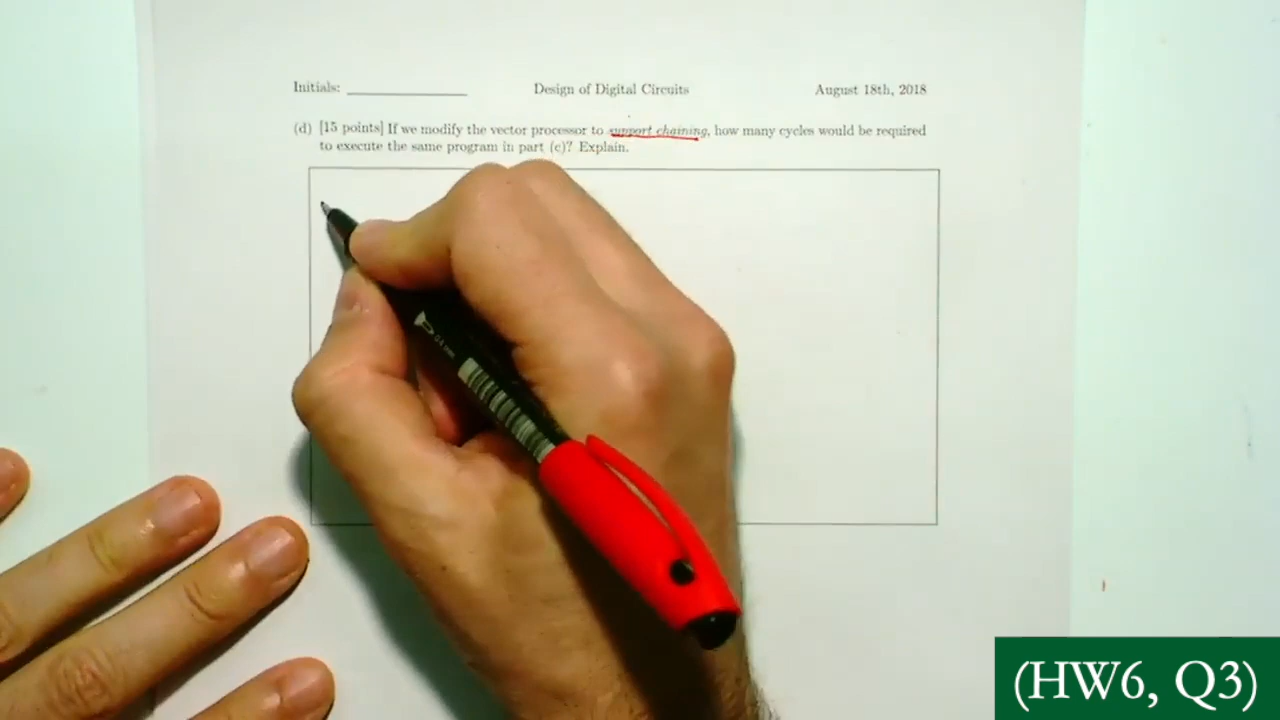 Initials: Design of Digital Circuits August 18th, 2018
(d) [15 points] If we modify the vector processor to support chaining, how many cycles would be required
to execute the same program in part (c)? Explain.
(HW6, Q3)